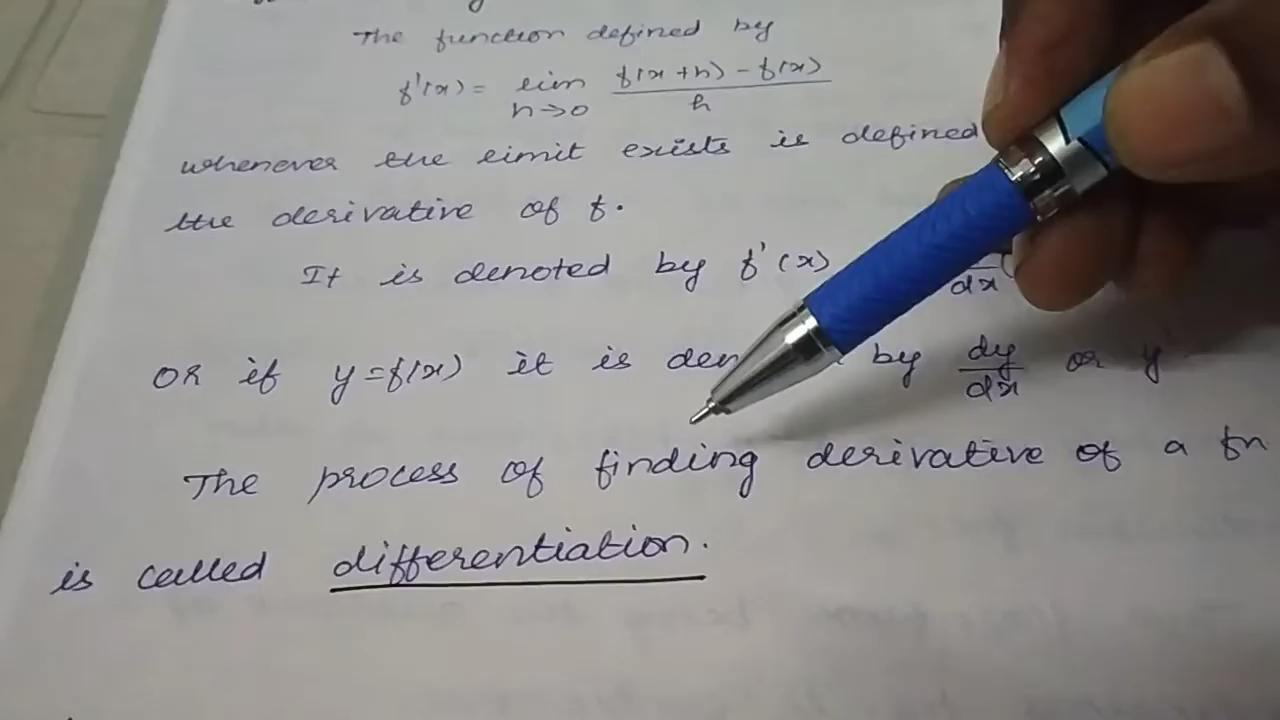 The function defined by
f'(x) = lim h→0 f(x+h) - f(x) / h
whenever the limit exists is defined
the derivative of f.
It is denoted by f'(x) dx
or if y = f(x) it is by dy/dx or y
The process of finding derivative of a fn
is called differentiation.